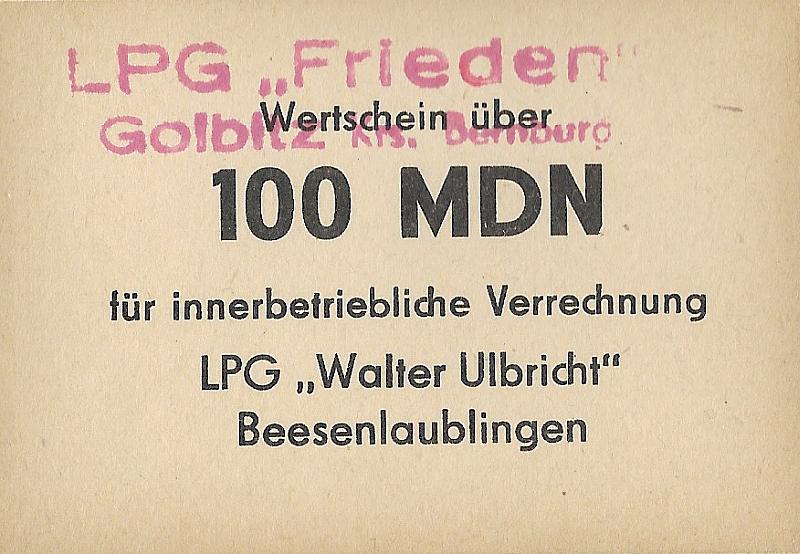 LPG „Frieden“
Wertschein über
Golbitz Krs. Bernburg
100 MDN
für innerbetriebliche Verrechnung
LPG „Walter Ulbricht“
Beesenlaublingen